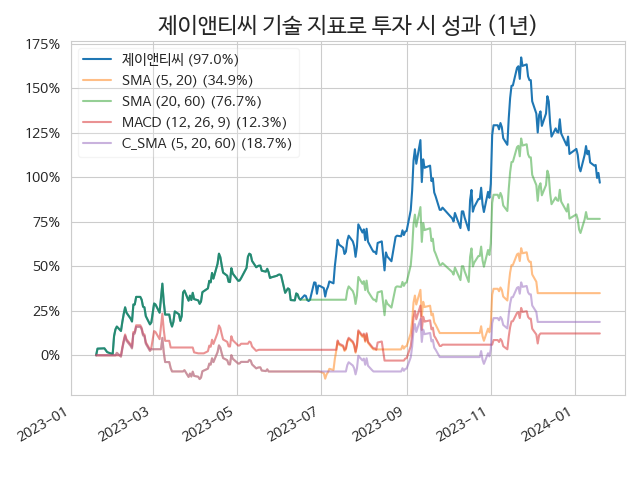 제이앤티씨 기술 지표로 투자 시 성과 (1년)
175%
150%
125%
100%
75%
50%
25%
0%
제이앤티씨 (97.0%)
SMA (5, 20) (34.9%)
SMA (20, 60) (76.7%)
MACD (12, 26, 9) (12.3%)
C_SMA (5, 20, 60) (18.7%)
2023-01
2023-03
2023-05
2023-07
2023-09
2023-11
2024-01